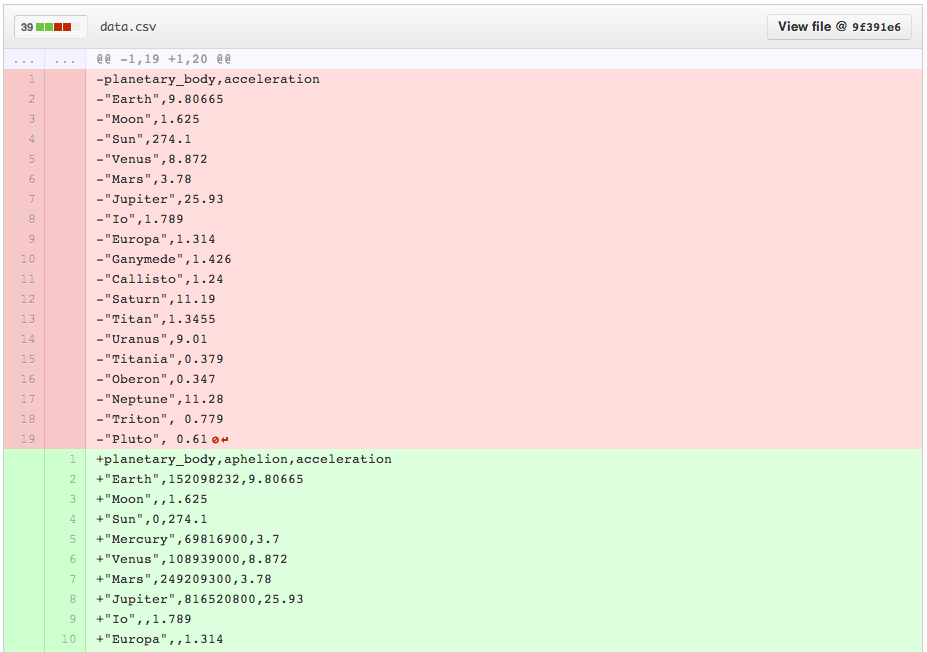 39 data.csv View file @ 9f391e6
... ... @@ -1,19 +1,20 @@
1 -planetary_body,acceleration
2 -"Earth",9.80665
3 -"Moon",1.625
4 -"Sun",274.1
5 -"Venus",8.872
6 -"Mars",3.78
7 -"Jupiter",25.93
8 -"Io",1.789
9 -"Europa",1.314
10 -"Ganymede",1.426
11 -"Callisto",1.24
12 -"Saturn",11.19
13 -"Titan",1.3455
14 -"Uranus",9.01
15 -"Titania",0.379
16 -"Oberon",0.347
17 -"Neptune",11.28
18 -"Triton", 0.779
19 -"Pluto", 0.61
1 +planetary_body,aphelion,acceleration
2 +"Earth",152098232,9.80665
3 +"Moon",,1.625
4 +"Sun",0,274.1
5 +"Mercury",69816900,3.7
6 +"Venus",108939000,8.872
7 +"Mars",249209300,3.78
8 +"Jupiter",816520800,25.93
9 +"Io",,1.789
10 +"Europa",,1.314